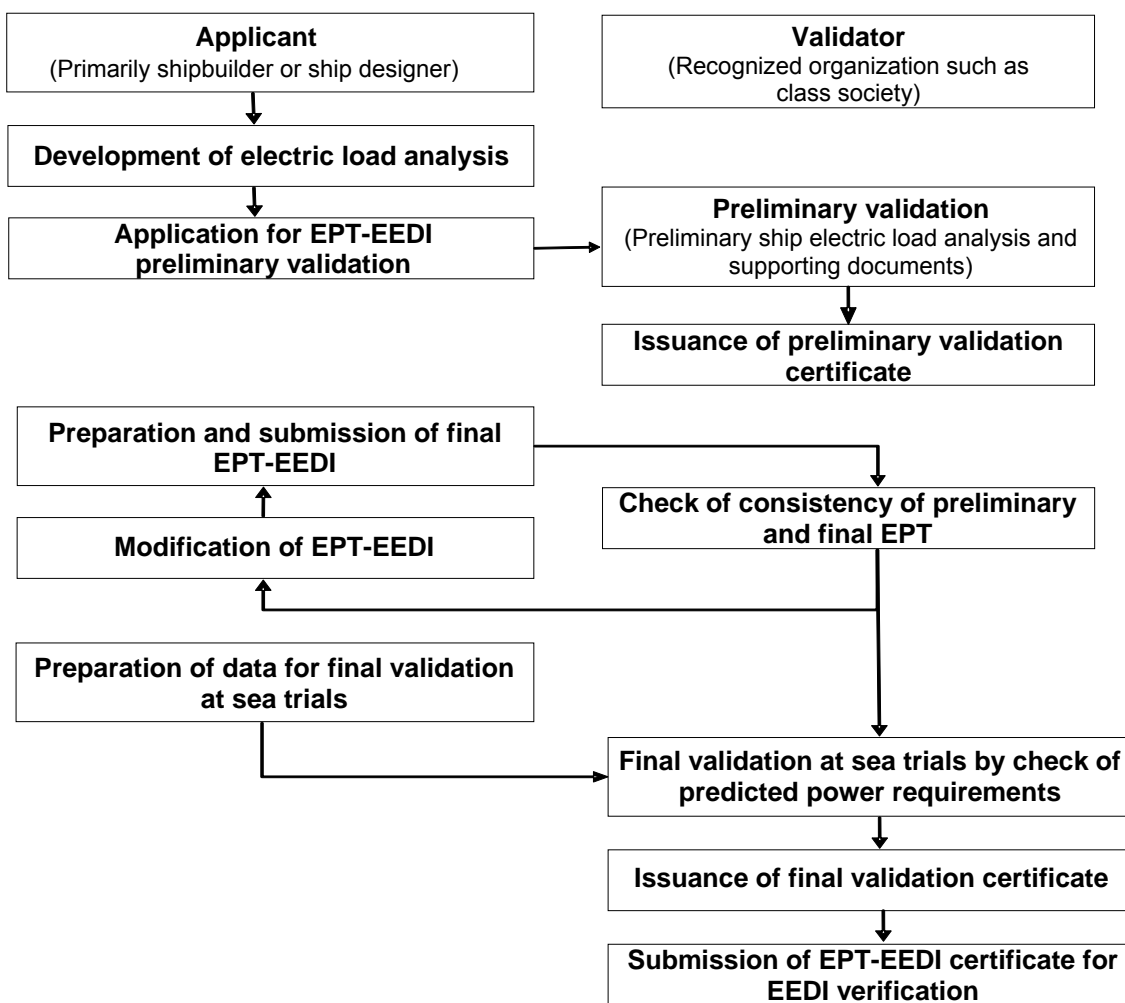 Applicant
(Primarily shipbuilder or ship designer)
Validator
(Recognized organization such as
class society)
Development of electric load analysis
Application for EPT-EEDI
preliminary validation
Preliminary validation
(Preliminary ship electric load analysis and
supporting documents)
Issuance of preliminary validation
certificate
Preparation and submission of final
EPT-EEDI
Check of consistency of preliminary
and final EPT
Modification of EPT-EEDI
Preparation of data for final validation
at sea trials
Final validation at sea trials by check of
predicted power requirements
Issuance of final validation certificate
Submission of EPT-EEDI certificate for
EEDI verification